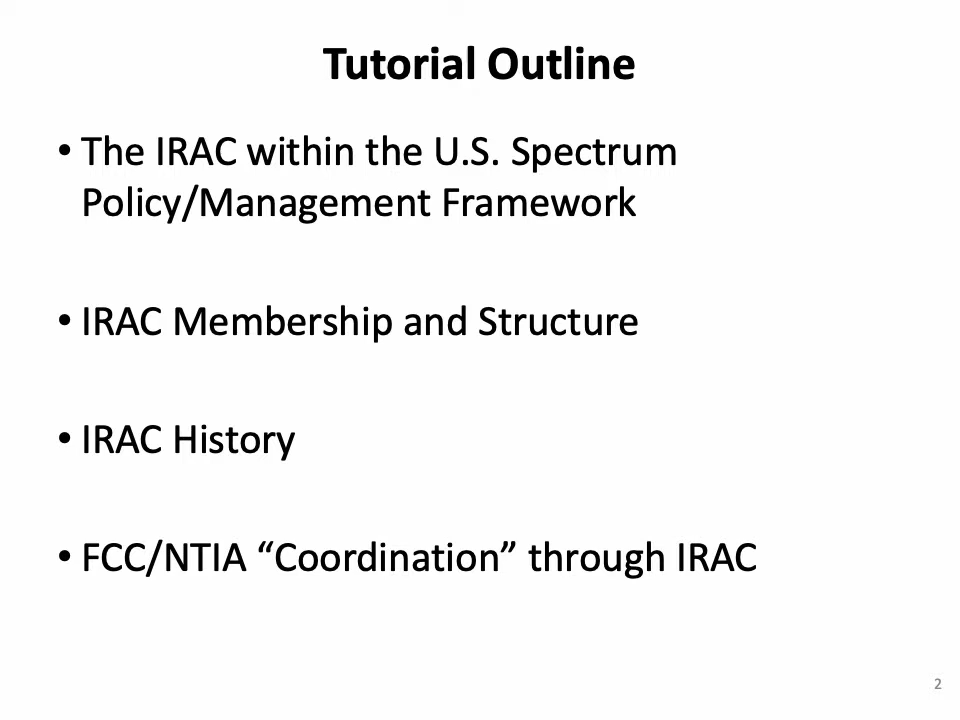 Tutorial Outline
• The IRAC within the U.S. Spectrum
Policy/Management Framework
• IRAC Membership and Structure
• IRAC History
• FCC/NTIA “Coordination” through IRAC
2